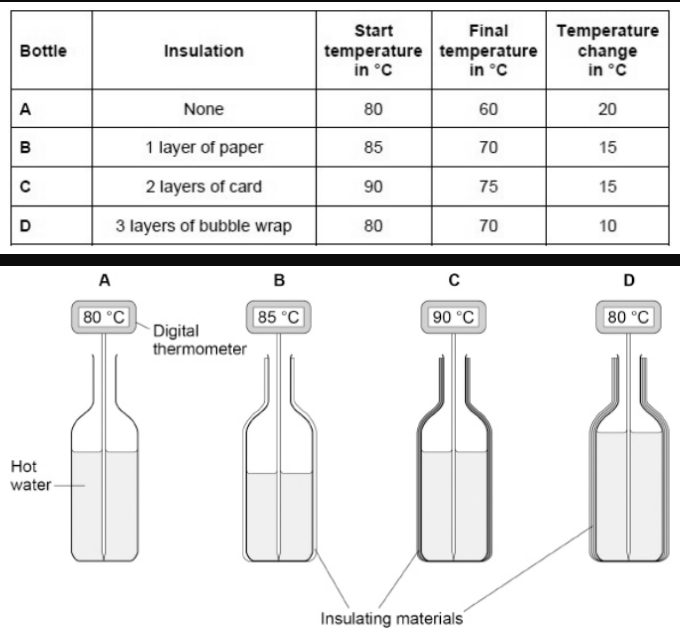 Bottle Insulation Start temperature in °C Final temperature in °C Temperature change in °C
A None 80 60 20
B 1 layer of paper 85 70 15
C 2 layers of card 90 75 15
D 3 layers of bubble wrap 80 70 10
A B C D
80 °C 85 °C 90 °C 80 °C
Digital
thermometer
Hot
water
Insulating materials